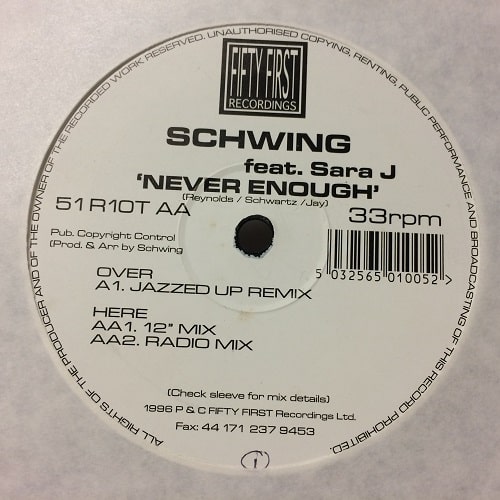 ALL RIGHTS OF THE PRODUCER AND OF THE OWNER OF THE RECORDED WORK RESERVED. UNAUTHORISED COPYING, RENTING, PUBLIC PERFORMANCE AND BROADCASTING OF THIS RECORD PROHIBITED.
FIFTY FIRST
RECORDINGS
SCHWING
feat. Sara J
'NEVER ENOUGH'
(Reynolds / Schwartz /Jay)
51 R10T AA
33rpm
Pub. Copyright Control
(Prod. & Arr by Schwing
5 032565 010052
OVER
A1. JAZZED UP REMIX
HERE
AA1. 12" MIX
AA2. RADIO MIX
(Check sleeve for mix details)
1996 P & C FIFTY FIRST Recordings Ltd.
Fax: 44 171 237 9453